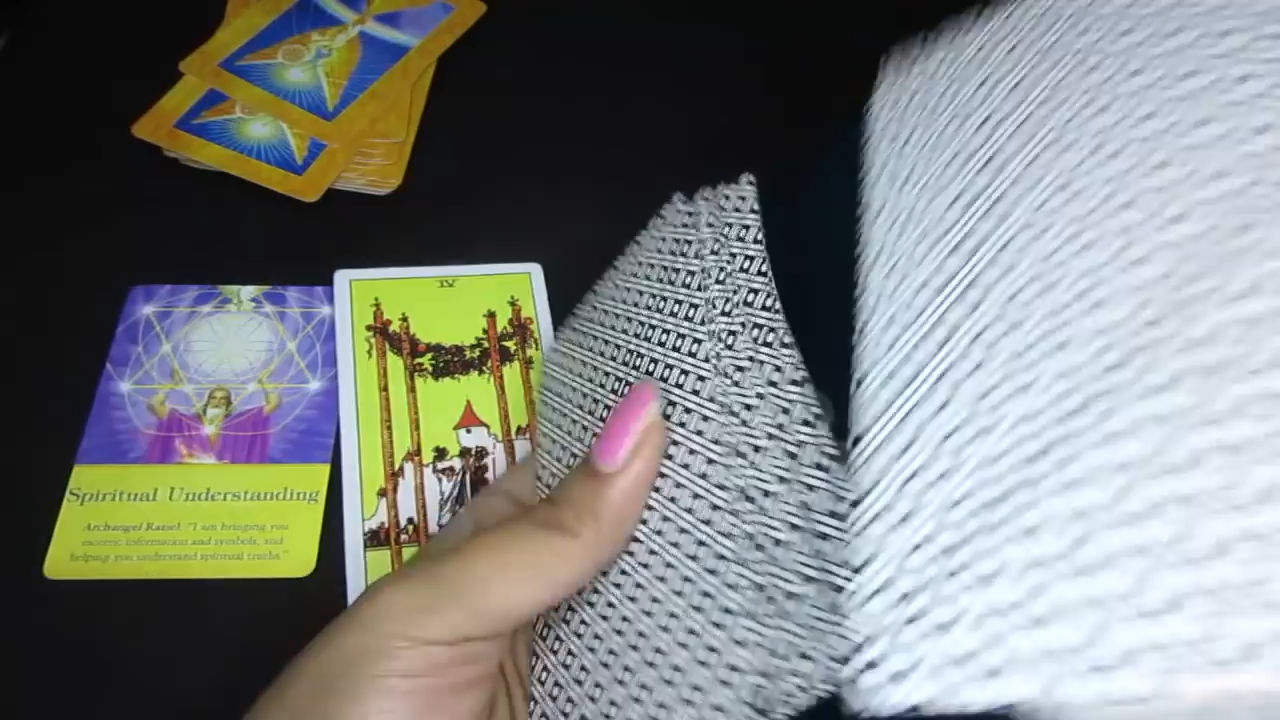 IV
Spiritual Understanding
Archangel Raziel: "I am bringing you
esoteric information and symbols, and
helping you understand spiritual truths."